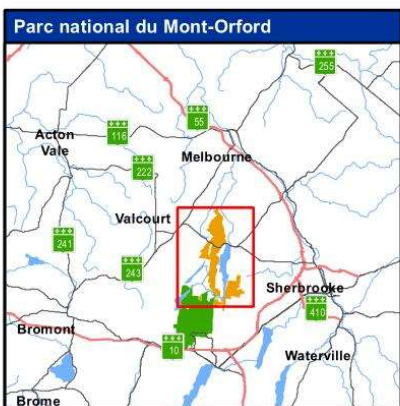 Parc national du Mont-Orford
255
55
Acton
Vale
116
Melbourne
222
Valcourt
241
243
Sherbrooke
410
Bromont
10
Waterville
Brome